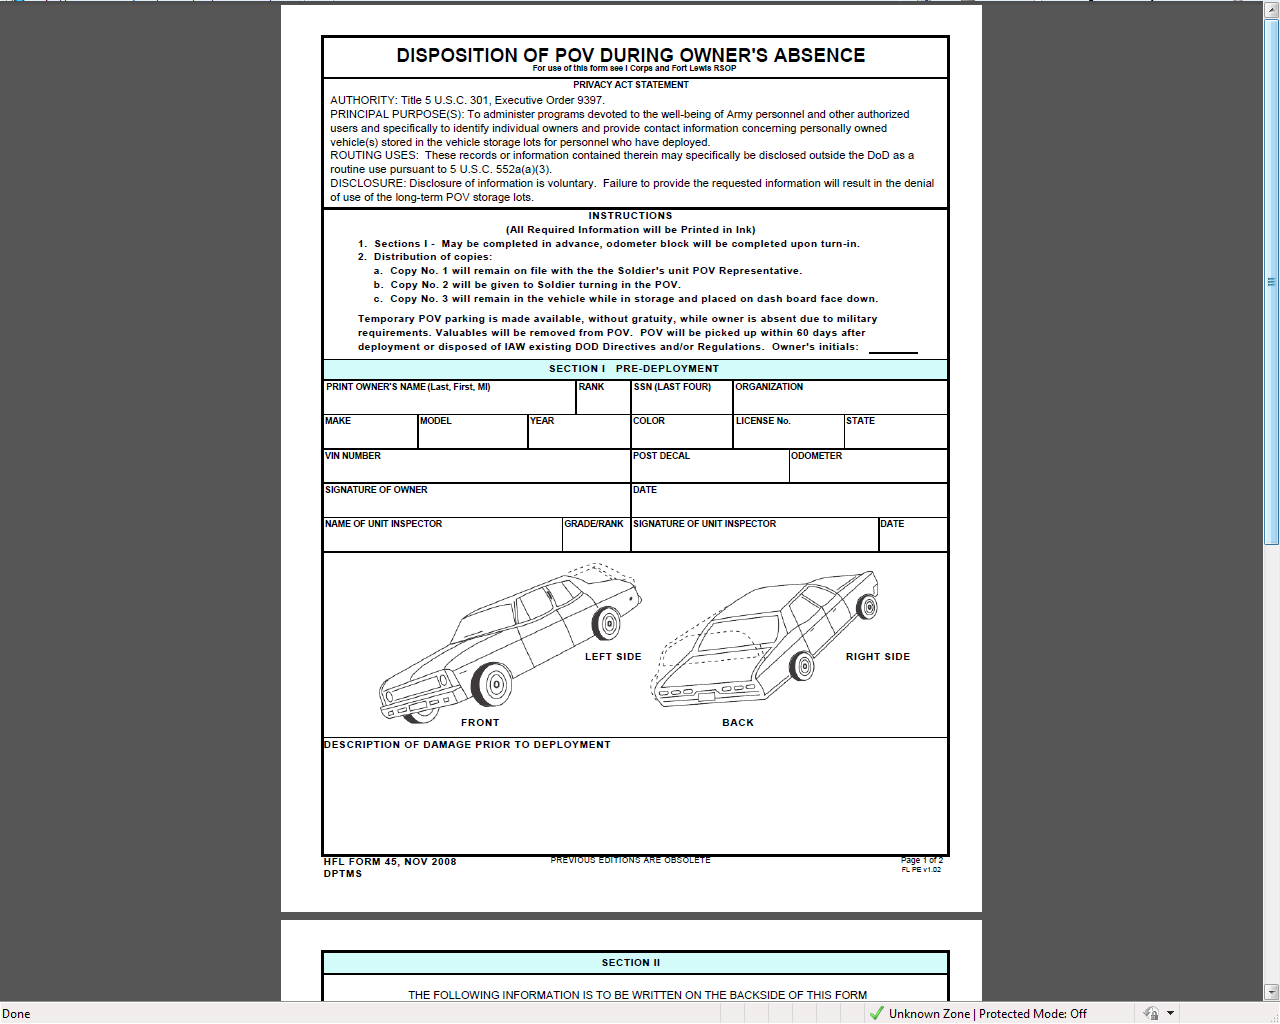 DISPOSITION OF POV DURING OWNER'S ABSENCE
For use of this form see I Corps and Fort Lewis RSOP
PRIVACY ACT STATEMENT
AUTHORITY: Title 5 U.S.C. 301, Executive Order 9397.
PRINCIPAL PURPOSE(S): To administer programs devoted to the well-being of Army personnel and other authorized
users and specifically to identify individual owners and provide contact information concerning personally owned
vehicle(s) stored in the vehicle storage lots for personnel who have deployed.
ROUTING USES:  These records or information contained therein may specifically be disclosed outside the DoD as a
routine use pursuant to 5 U.S.C. 552a(a)(3).
DISCLOSURE: Disclosure of information is voluntary.  Failure to provide the requested information will result in the denial
of use of the long-term POV storage lots.
INSTRUCTIONS
(All Required Information will be Printed in Ink)
1.  Sections I -  May be completed in advance, odometer block will be completed upon turn-in.
2.  Distribution of copies:
a.  Copy No. 1 will remain on file with the the Soldier's unit POV Representative.
b.  Copy No. 2 will be given to Soldier turning in the POV.
c.  Copy No. 3 will remain in the vehicle while in storage and placed on dash board face down.
Temporary POV parking is made available, without gratuity, while owner is absent due to military
requirements. Valuables will be removed from POV.  POV will be picked up within 60 days after
deployment or disposed of IAW existing DOD Directives and/or Regulations.  Owner's initials:
SECTION I   PRE-DEPLOYMENT
PRINT OWNER'S NAME (Last, First, MI) RANK SSN (LAST FOUR) ORGANIZATION
MAKE MODEL YEAR COLOR LICENSE No. STATE
VIN NUMBER POST DECAL ODOMETER
SIGNATURE OF OWNER DATE
NAME OF UNIT INSPECTOR GRADE/RANK SIGNATURE OF UNIT INSPECTOR DATE
LEFT SIDE RIGHT SIDE
FRONT BACK
DESCRIPTION OF DAMAGE PRIOR TO DEPLOYMENT
HFL FORM 45, NOV 2008 PREVIOUS EDITIONS ARE OBSOLETE Page 1 of 2
DPTMS FL PE v1.02
SECTION II
THE FOLLOWING INFORMATION IS TO BE WRITTEN ON THE BACKSIDE OF THIS FORM
Done Unknown Zone | Protected Mode: Off